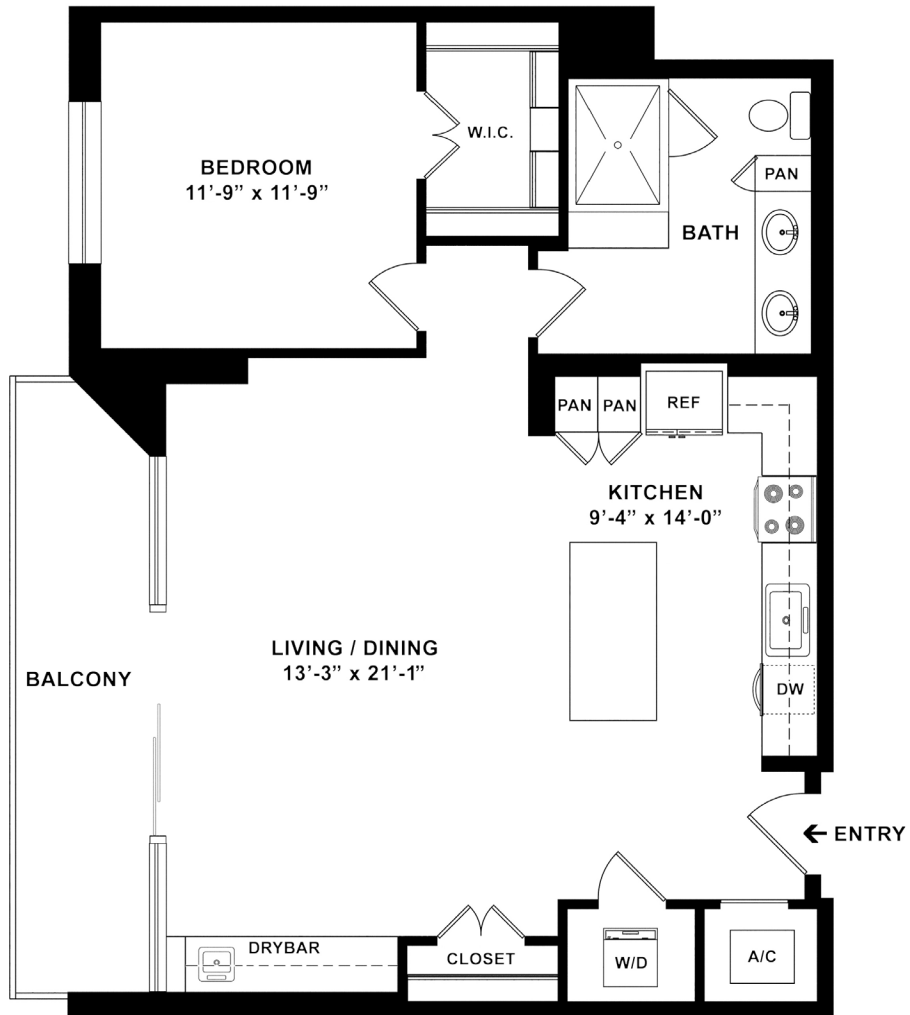 BEDROOM
11’-9” x 11’-9”
W.I.C.
PAN
BATH
PAN
PAN
REF
KITCHEN
9’-4” x 14’-0”
LIVING / DINING
13’-3” x 21’-1”
BALCONY
DW
ENTRY
DRYBAR
CLOSET
W/D
A/C